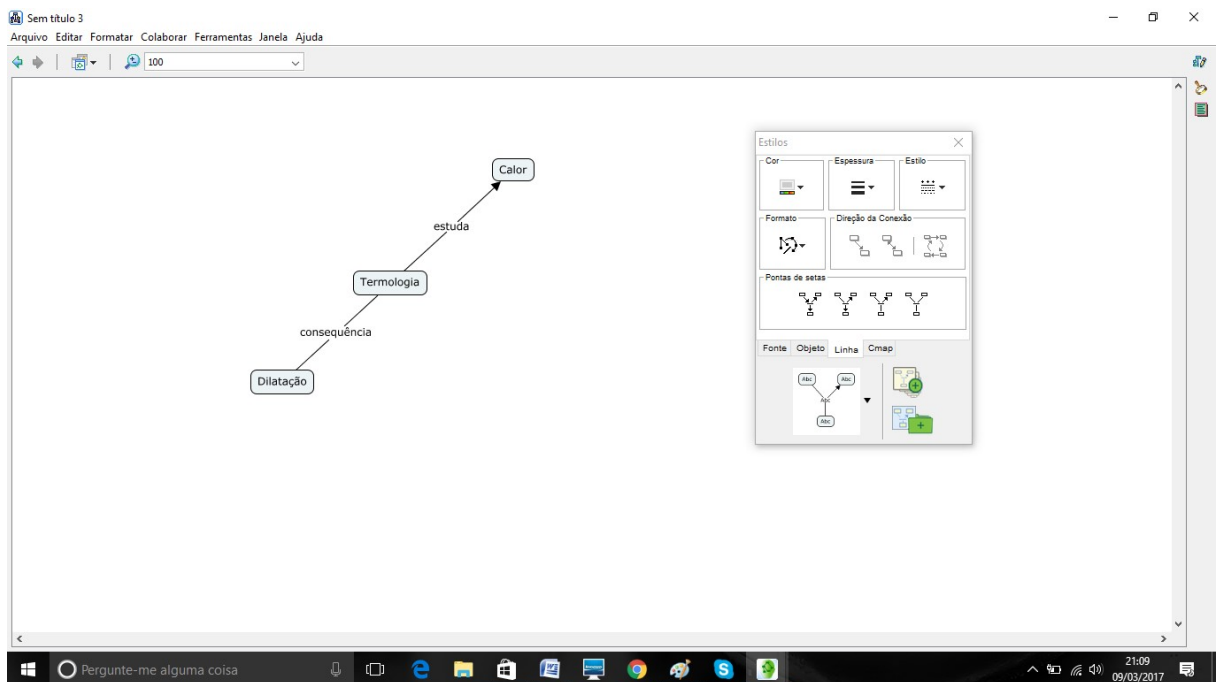 Sem título 3
Arquivo Editar Formatar Colaborar Ferramentas Janela Ajuda
100
Calor
estuda
Termologia
consequência
Dilatação
Estilos
Cor Espessura Estilo
Formato Direção da Conexão
Pontas de setas
Fonte Objeto Linha Cmap
Abc Abc
Abc
Abc
Pergunte-me alguma coisa
21:09
09/03/2017